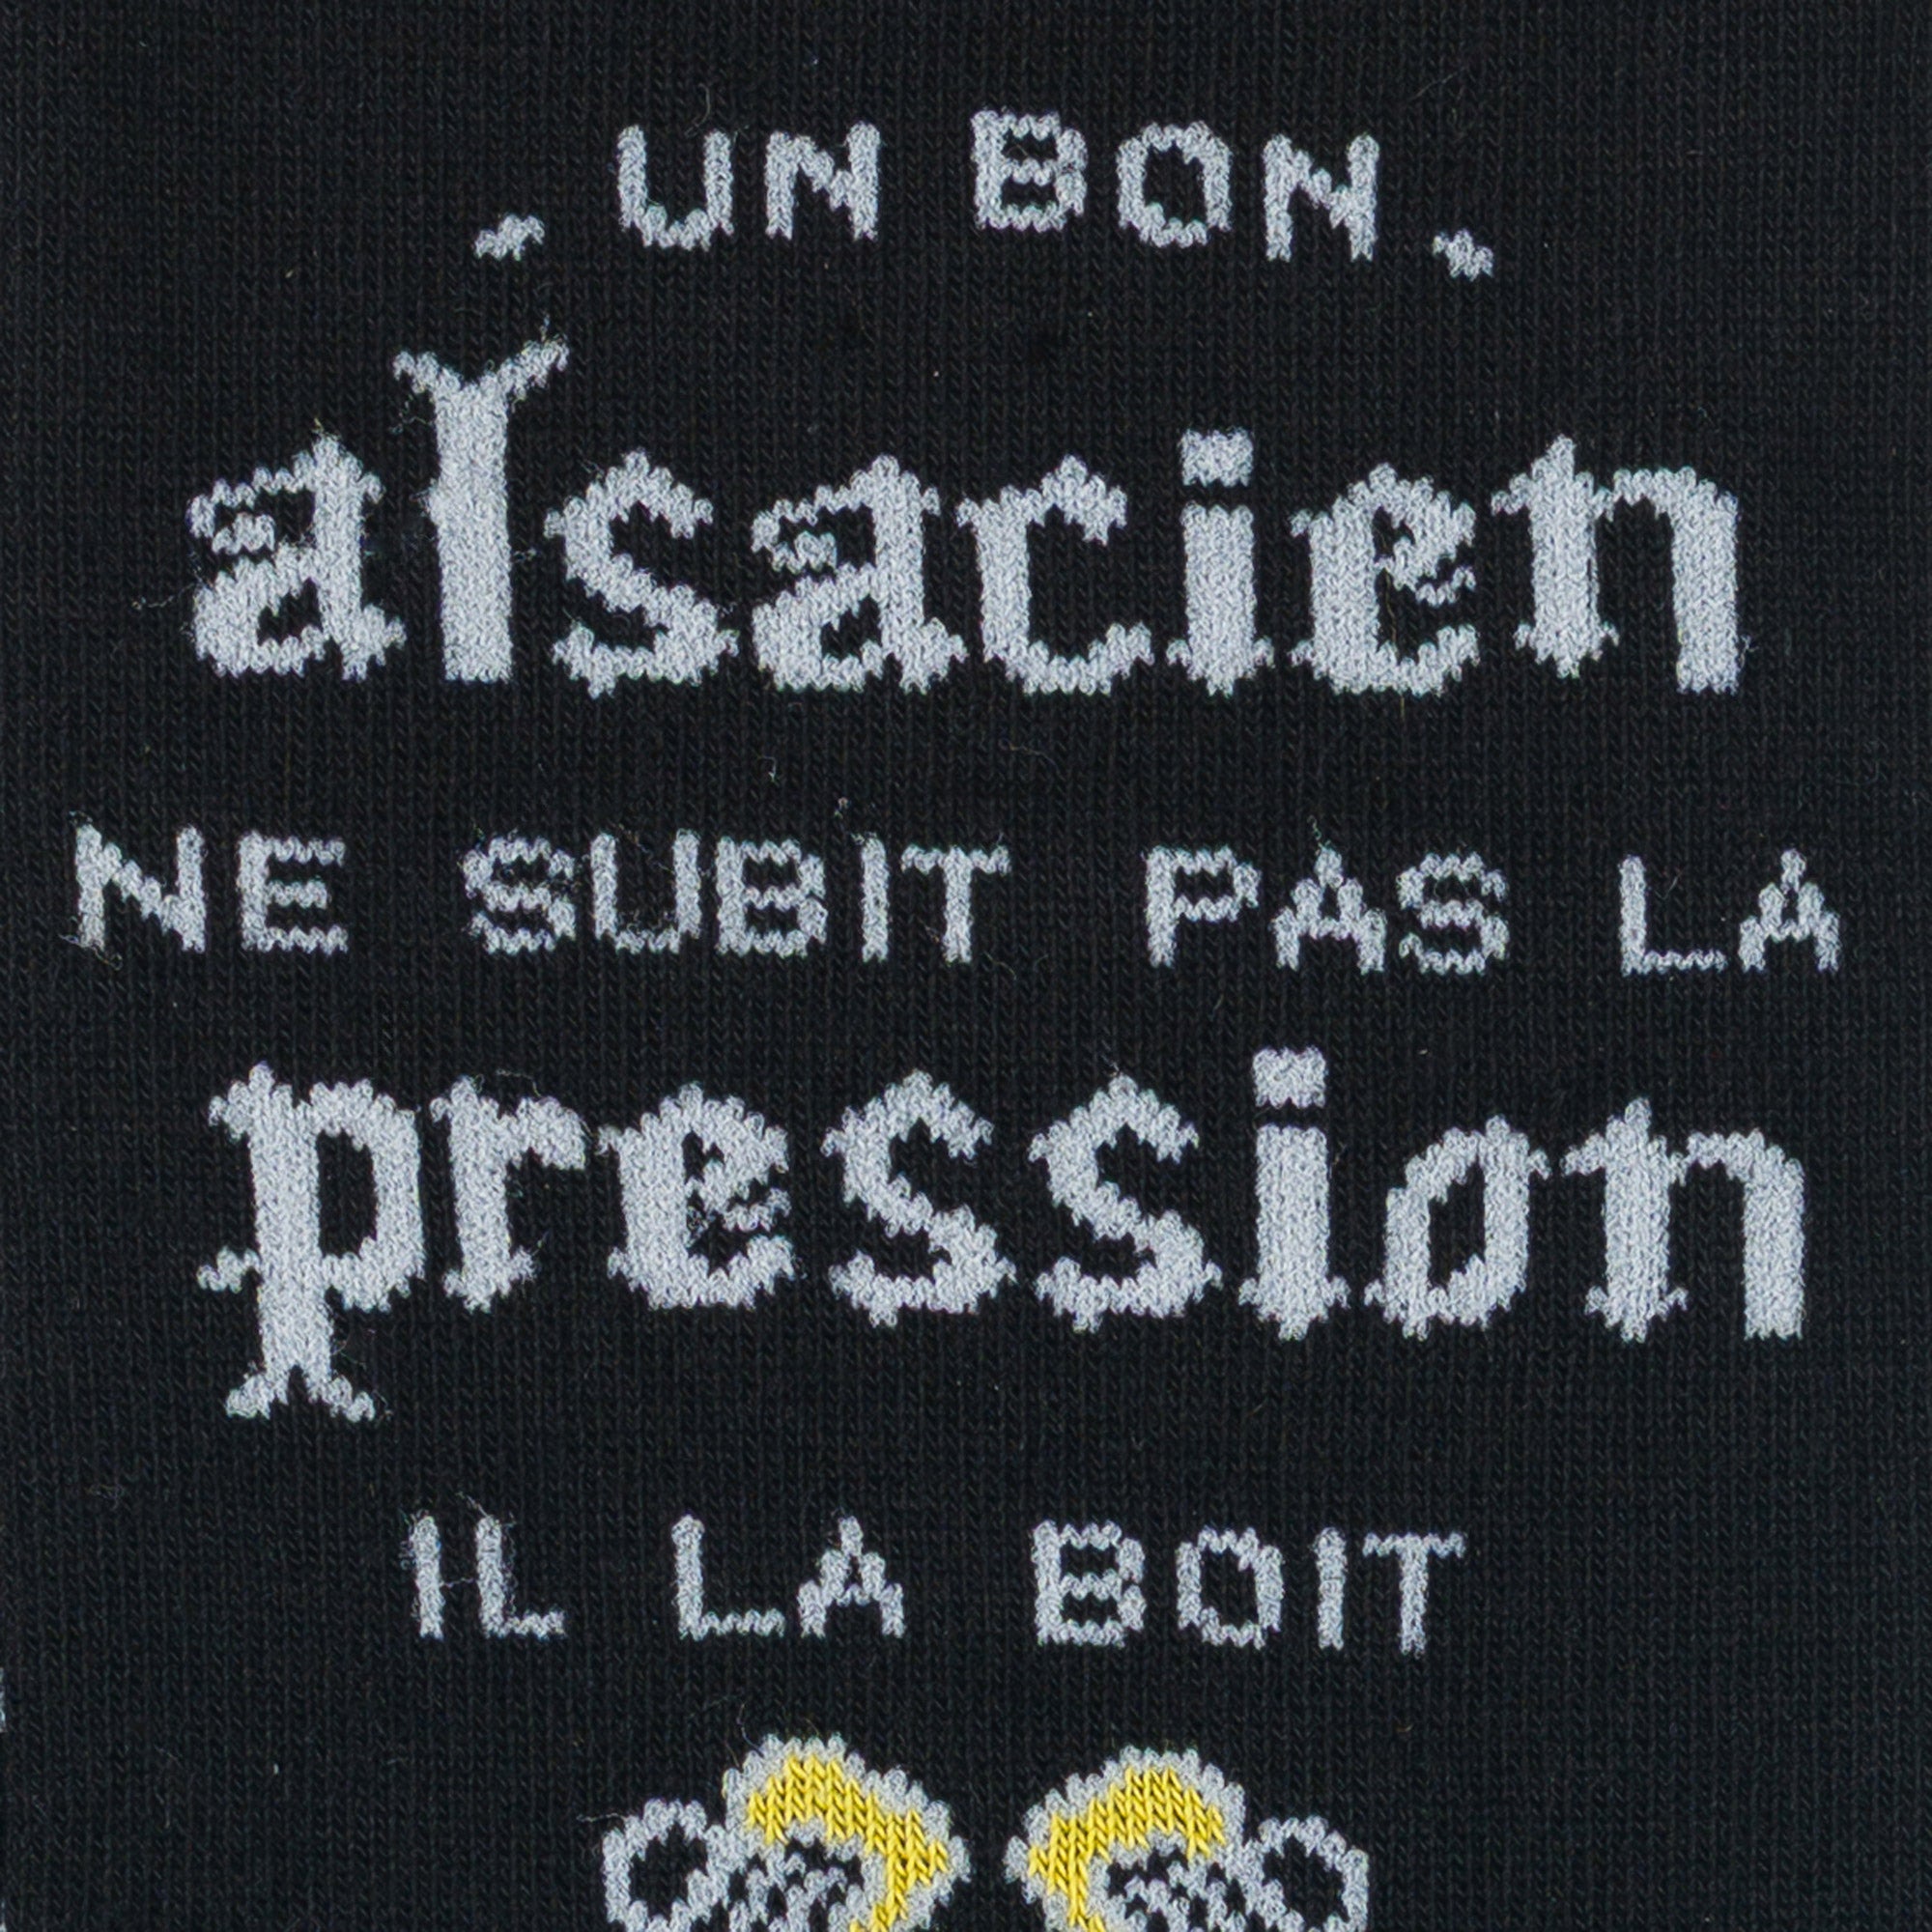 UN BON
alsacien
NE SUBIT PAS LA
pression
IL LA BOIT